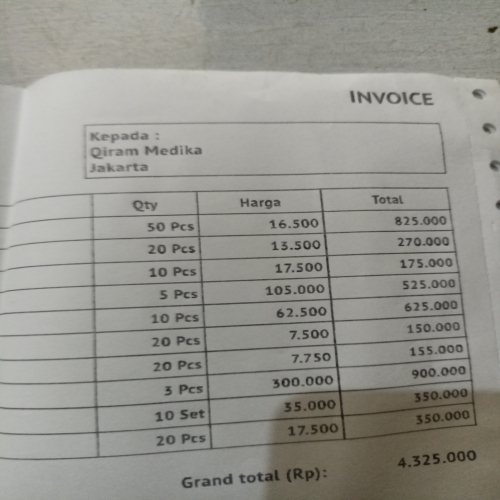 INVOICE
Kepada :
Qiram Medika
Jakarta
Qty Harga Total
50 Pcs 16.500 825.000
20 Pcs 13.500 270.000
10 Pcs 17.500 175.000
5 Pcs 105.000 525.000
10 Pcs 62.500 625.000
20 Pcs 7.500 150.000
20 Pcs 7.750 155.000
3 Pcs 300.000 900.000
10 Set 35.000 350.000
20 Pcs 17.500 350.000
Grand total (Rp): 4.325.000